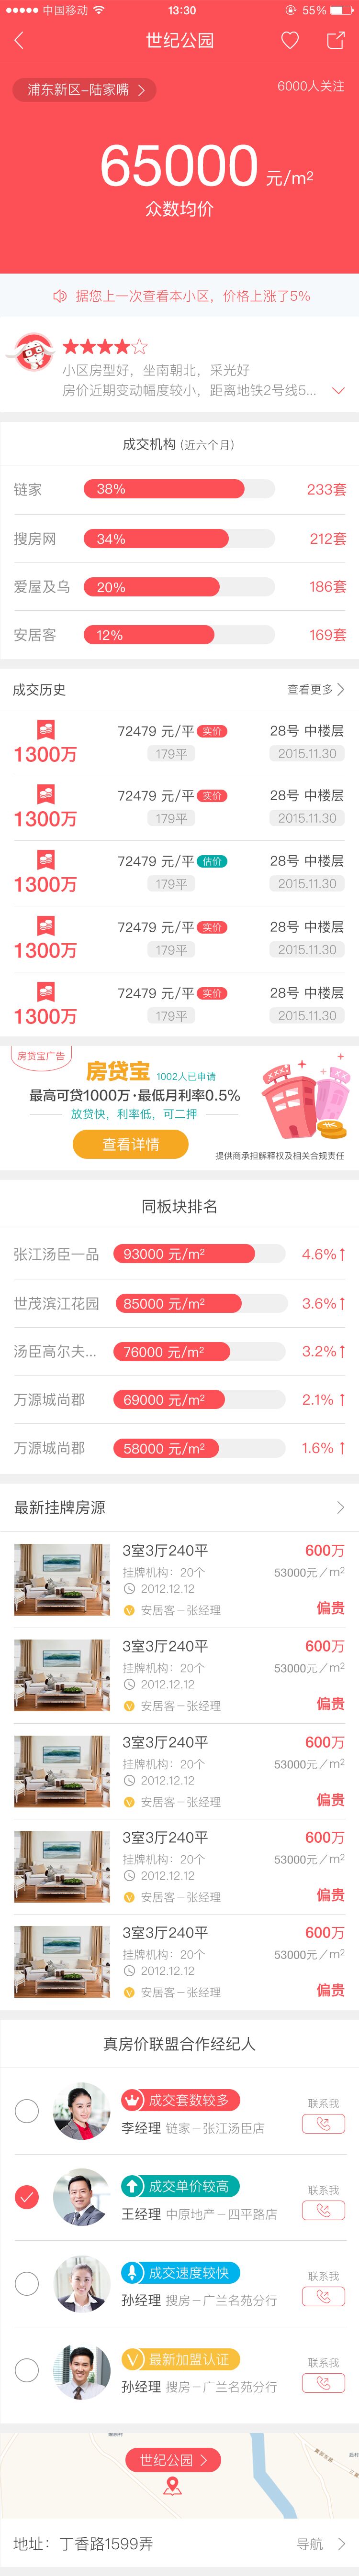 中国移动 13:30 55%
世纪公园
浦东新区-陆家嘴
6000人关注
65000 元/m²
众数均价
据您上一次查看本小区，价格上涨了5%
小区房型好，坐南朝北，采光好
房价近期变动幅度较小，距离地铁2号线5...
成交机构 (近六个月)
链家 38% 233套
搜房网 34% 212套
爱屋及乌 20% 186套
安居客 12% 169套
成交历史 查看更多
72479 元/平 实价 28号 中楼层
1300万 179平 2015.11.30
72479 元/平 实价 28号 中楼层
1300万 179平 2015.11.30
72479 元/平 估价 28号 中楼层
1300万 179平 2015.11.30
72479 元/平 实价 28号 中楼层
1300万 179平 2015.11.30
72479 元/平 实价 28号 中楼层
1300万 179平 2015.11.30
房贷宝广告
房贷宝 1002人已申请
最高可贷1000万·最低月利率0.5%
放贷快，利率低，可二押
查看详情
提供商承担解释权及相关合规责任
同板块排名
张江汤臣一品 93000 元/m² 4.6%↑
世茂滨江花园 85000 元/m² 3.6%↑
汤臣高尔夫... 76000 元/m² 3.2%↑
万源城尚郡 69000 元/m² 2.1%↑
万源城尚郡 58000 元/m² 1.6%↑
最新挂牌房源
3室3厅240平 600万
挂牌机构：20个 53000元/m²
2012.12.12
安居客－张经理 偏贵
3室3厅240平 600万
挂牌机构：20个 53000元/m²
2012.12.12
安居客－张经理 偏贵
3室3厅240平 600万
挂牌机构：20个 53000元/m²
2012.12.12
安居客－张经理 偏贵
3室3厅240平 600万
挂牌机构：20个 53000元/m²
2012.12.12
安居客－张经理 偏贵
3室3厅240平 600万
挂牌机构：20个 53000元/m²
2012.12.12
安居客－张经理 偏贵
真房价联盟合作经纪人
成交套数较多 联系我
李经理 链家－张江汤臣店
成交单价较高 联系我
王经理 中原地产－四平路店
成交速度较快 联系我
孙经理 搜房－广兰名苑分行
最新加盟认证 联系我
孙经理 搜房－广兰名苑分行
世纪公园
地址：丁香路1599弄 导航